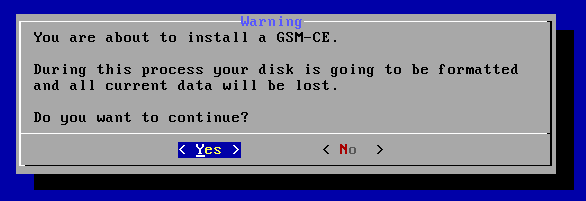 Warning
You are about to install a GSM-CE.
During this process your disk is going to be formatted
and all current data will be lost.
Do you want to continue?
< Yes > < No >